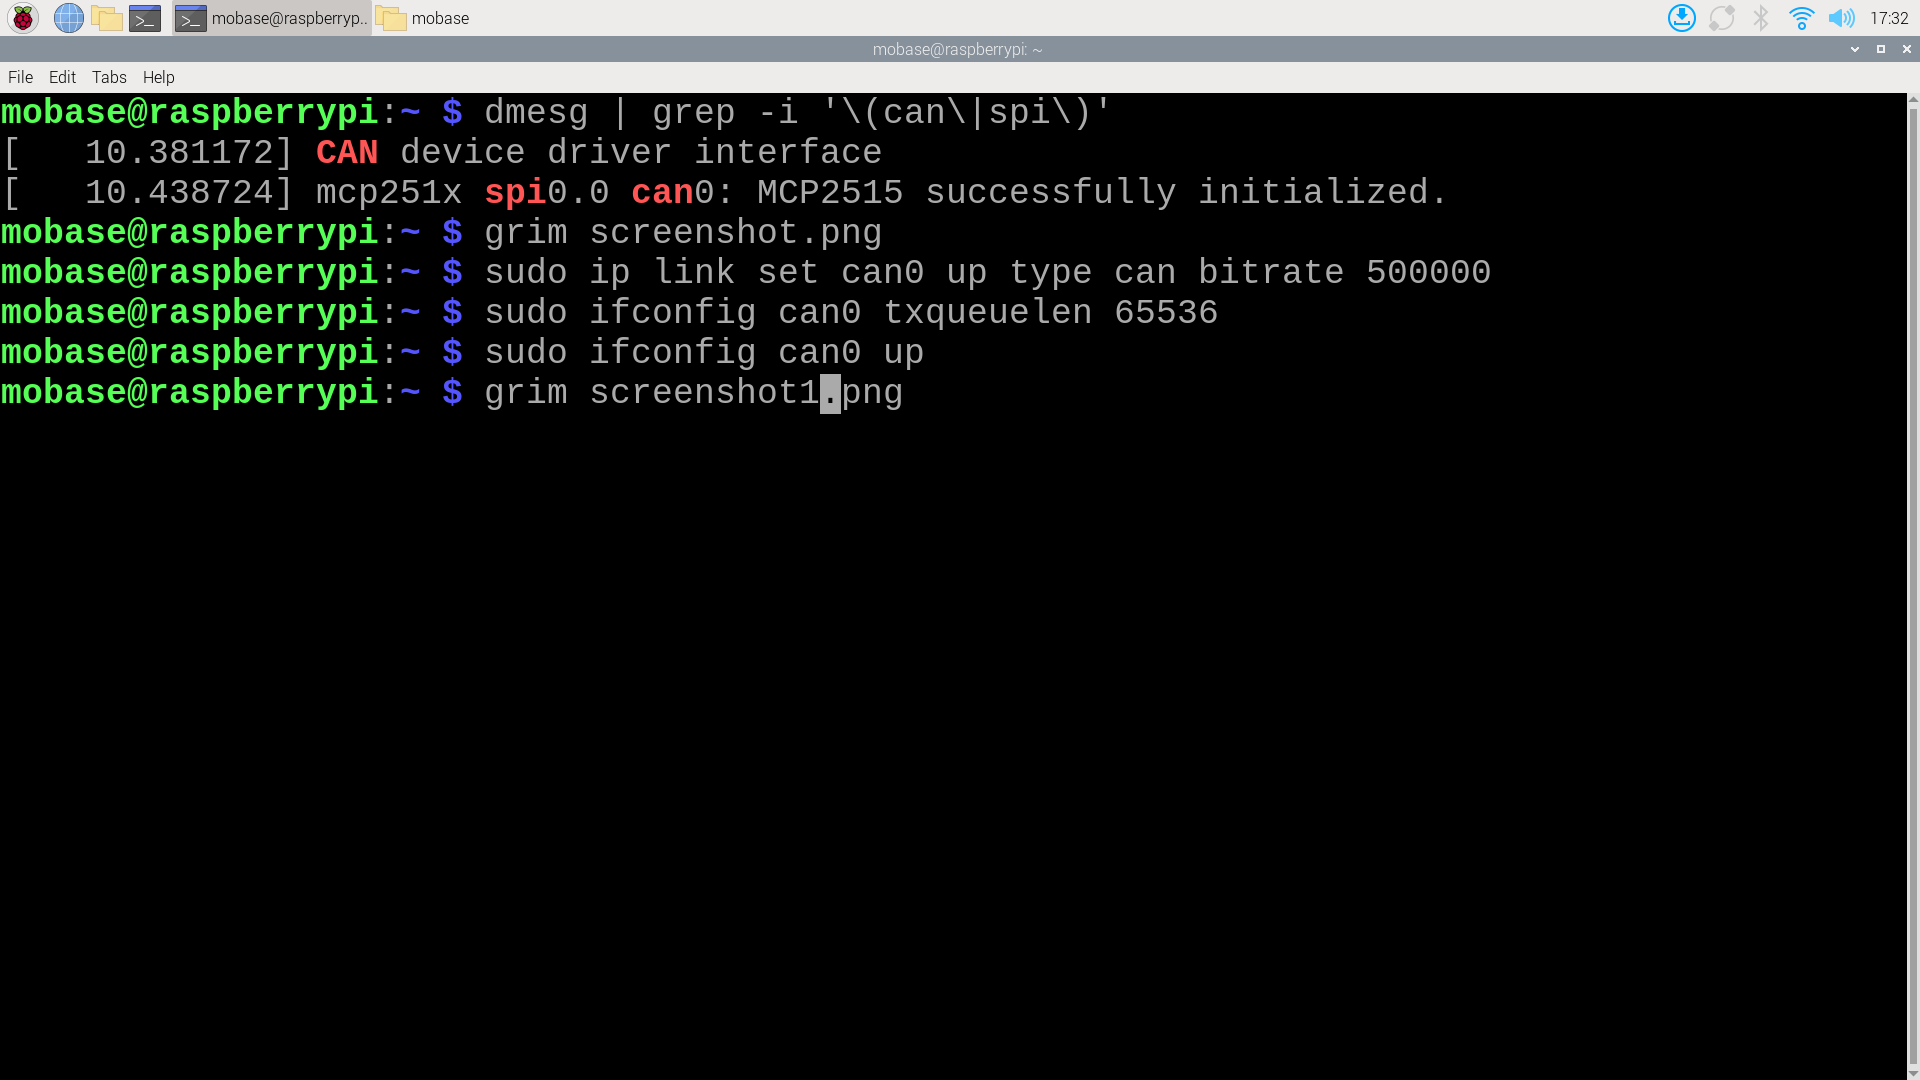 mobase@raspberryp.. mobase 17:32
mobase@raspberrypi: ~
File Edit Tabs Help
mobase@raspberrypi:~ $ dmesg | grep -i '\(can\|spi\)'
[   10.381172] CAN device driver interface
[   10.438724] mcp251x spi0.0 can0: MCP2515 successfully initialized.
mobase@raspberrypi:~ $ grim screenshot.png
mobase@raspberrypi:~ $ sudo ip link set can0 up type can bitrate 500000
mobase@raspberrypi:~ $ sudo ifconfig can0 txqueuelen 65536
mobase@raspberrypi:~ $ sudo ifconfig can0 up
mobase@raspberrypi:~ $ grim screenshot1.png